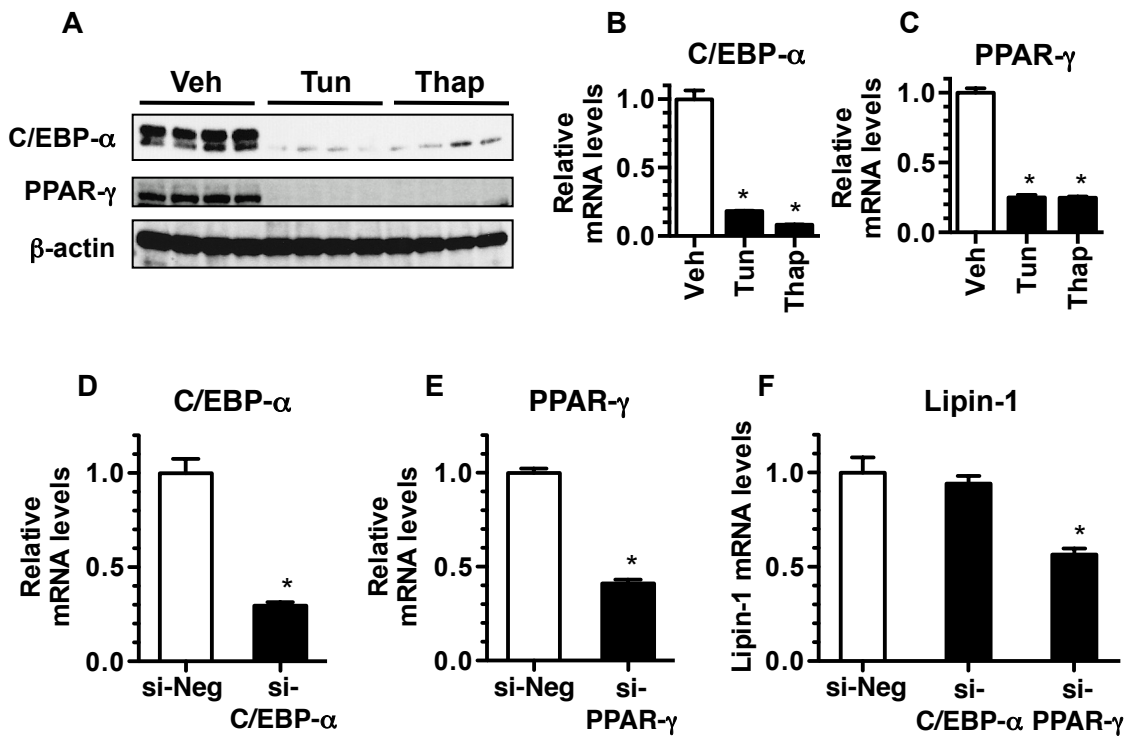 A
Veh Tun Thap
C/EBP-α
PPAR-γ
β-actin
B
C/EBP-α
Relative
mRNA levels
1.0
0.5
0.0
Veh
Tun
Thap
*
*
C
PPAR-γ
Relative
mRNA levels
1.0
0.5
0.0
Veh
Tun
Thap
*
*
D
C/EBP-α
Relative
mRNA levels
1.0
0.5
0.0
*
si-Neg si-
C/EBP-α
E
PPAR-γ
Relative
mRNA levels
1.0
0.5
0.0
*
si-Neg si-
PPAR-γ
F
Lipin-1
Lipin-1 mRNA levels
1.0
0.5
0.0
*
si-Neg si- si-
C/EBP-α PPAR-γ